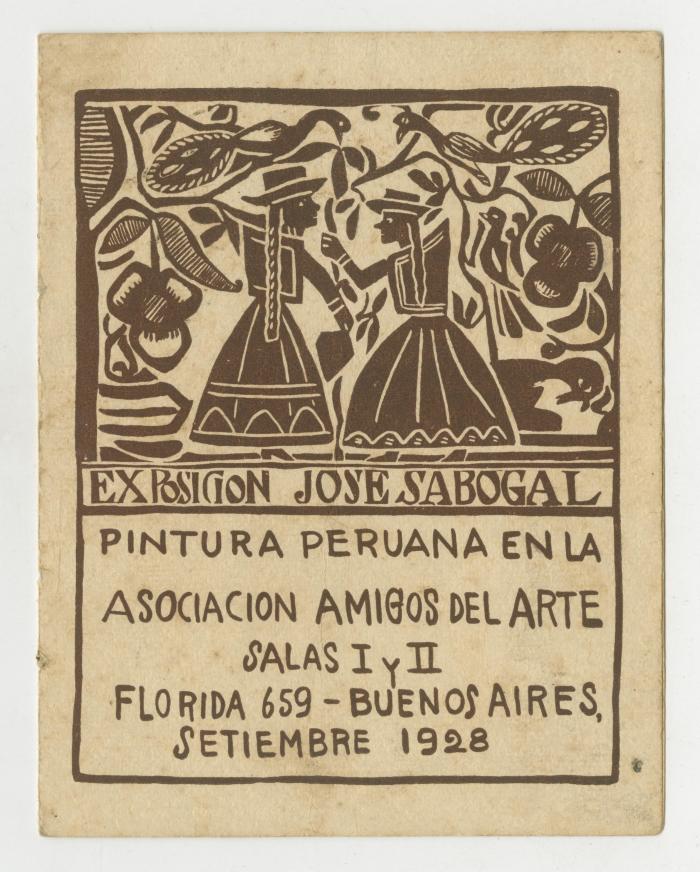 EXPOSICION JOSE SABOGAL
PINTURA PERUANA EN LA
ASOCIACION AMIGOS DEL ARTE
SALAS I Y II
FLORIDA 659 - BUENOS AIRES,
SETIEMBRE 1928